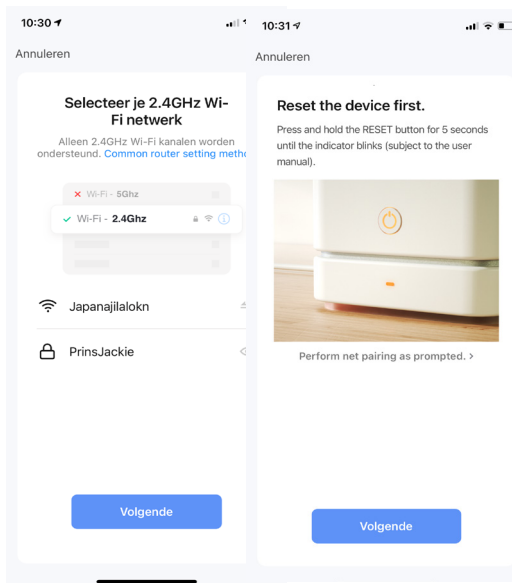 10:30
Annuleren
Selecteer je 2.4GHz Wi-
Fi netwerk
Alleen 2.4GHz Wi-Fi kanalen worden
ondersteund. Common router setting metho
Wi-Fi - 5Ghz
Wi-Fi - 2.4Ghz
Japanajilalokn
PrinsJackie
Volgende
10:31
Annuleren
Reset the device first.
Press and hold the RESET button for 5 seconds
until the indicator blinks (subject to the user
manual).
Perform net pairing as prompted. >
Volgende